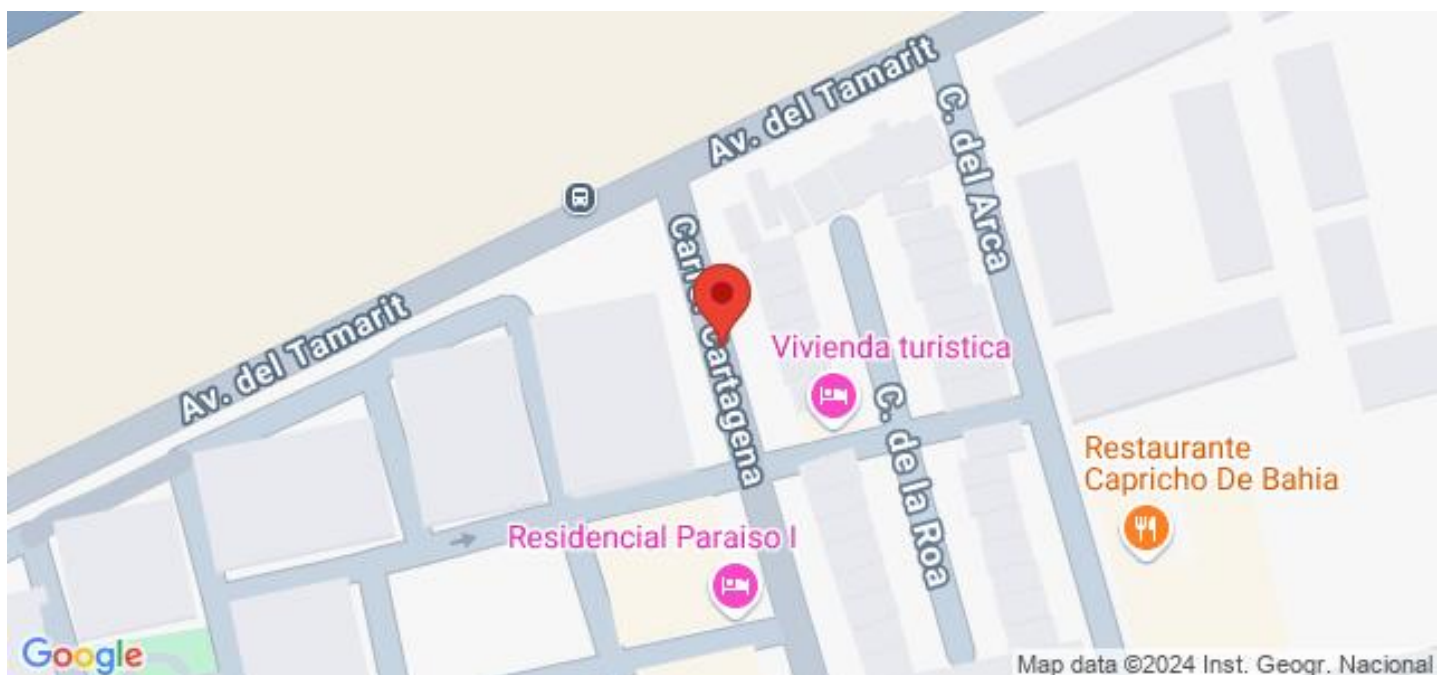 Av. del Tamarit
C. del Arca
Av. del Tamarit
Cartagena
Vivienda turistica
C. de la Roa
Restaurante
Capricho De Bahia
Residencial Paraiso I
Google
Map data ©2024 Inst. Geogr. Nacional